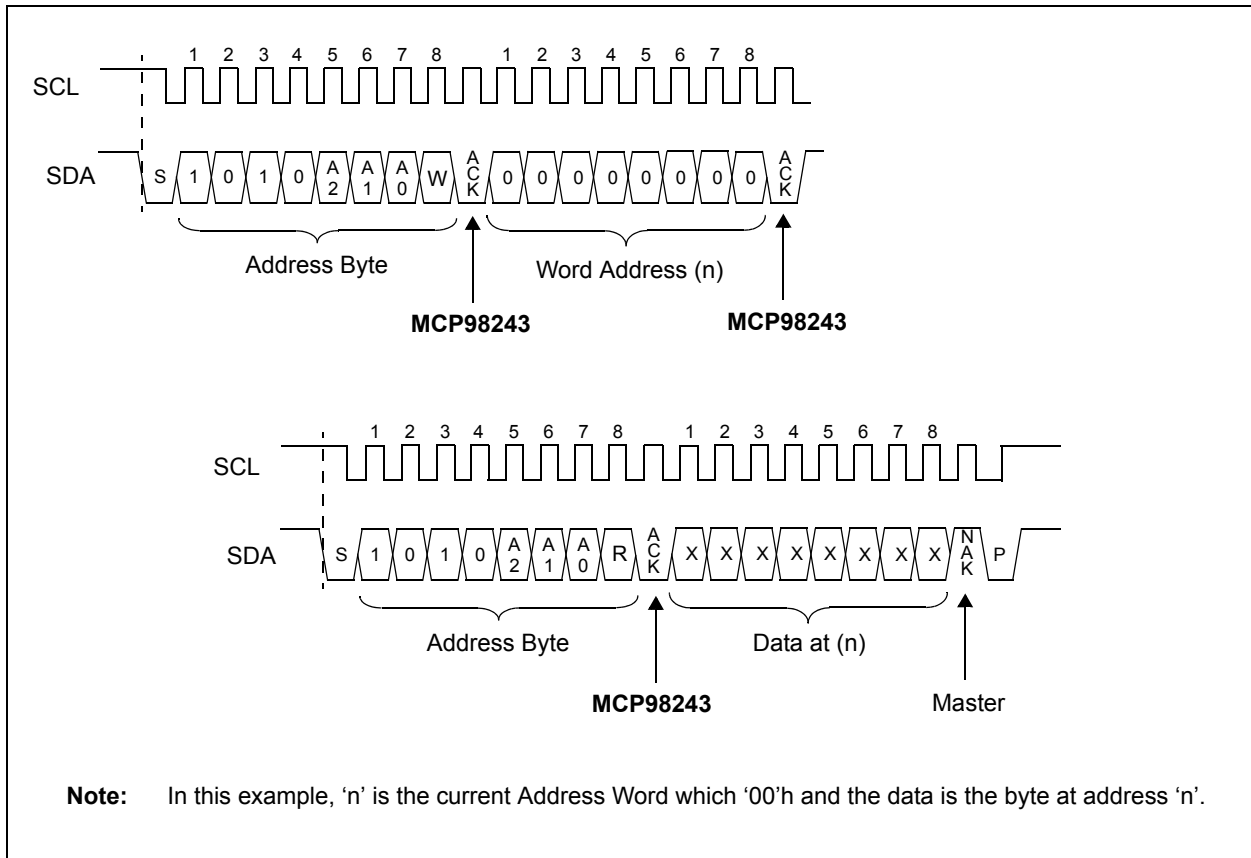 1 2 3 4 5 6 7 8 1 2 3 4 5 6 7 8
SCL
SDA S 1 0 1 0 A2 A1 A0 W ACK 0 0 0 0 0 0 0 0 ACK
Address Byte Word Address (n)
MCP98243 MCP98243
1 2 3 4 5 6 7 8 1 2 3 4 5 6 7 8
SCL
SDA S 1 0 1 0 A2 A1 A0 R ACK X X X X X X X X NAK P
Address Byte Data at (n)
MCP98243 Master
Note: In this example, ‘n’ is the current Address Word which ‘00’h and the data is the byte at address ‘n’.